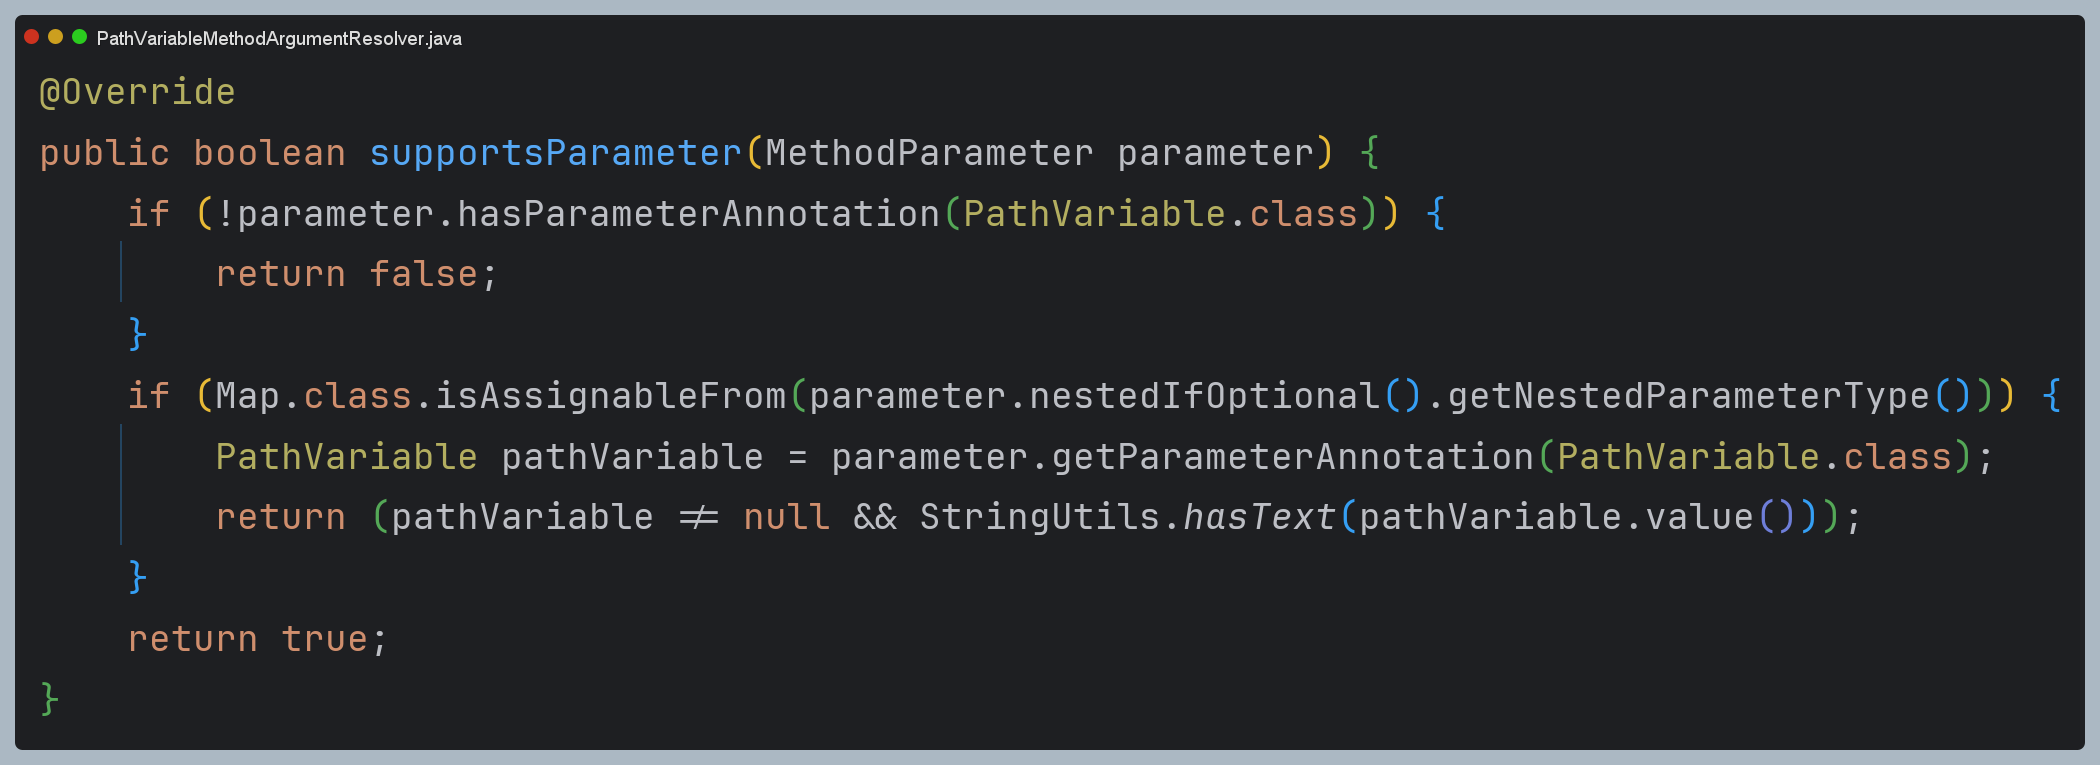 PathVariableMethodArgumentResolver.java
@Override
public boolean supportsParameter(MethodParameter parameter) {
    if (!parameter.hasParameterAnnotation(PathVariable.class)) {
        return false;
    }
    if (Map.class.isAssignableFrom(parameter.nestedIfOptional().getNestedParameterType())) {
        PathVariable pathVariable = parameter.getParameterAnnotation(PathVariable.class);
        return (pathVariable != null && StringUtils.hasText(pathVariable.value()));
    }
    return true;
}